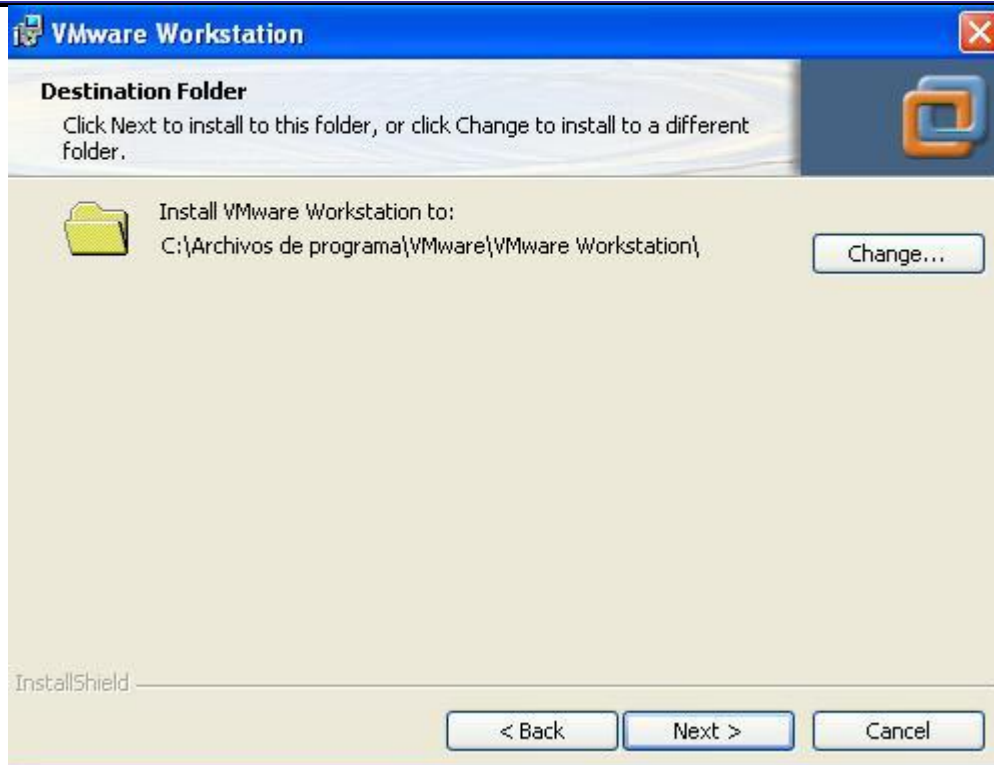 VMware Workstation
Destination Folder
Click Next to install to this folder, or click Change to install to a different
folder.
Install VMware Workstation to:
C:\Archivos de programa\VMware\VMware Workstation\
Change...
InstallShield
< Back
Next >
Cancel